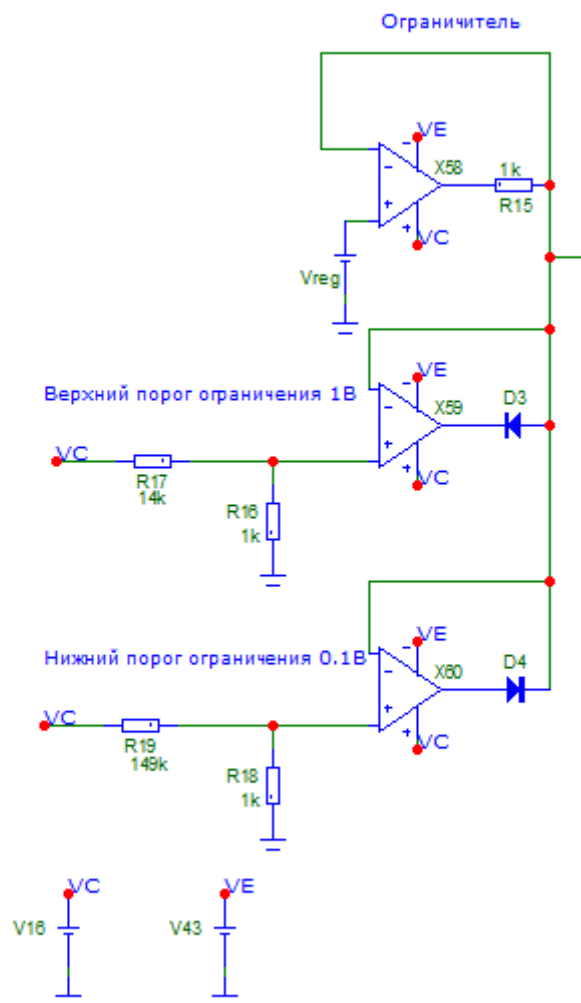 Ограничитель
VE
X58
1k
R15
VC
Vreg
VE
Верхний порог ограничения 1В
X59
D3
VC
R17
14k
VC
R16
1k
VE
Нижний порог ограничения 0.1В
X60
D4
VC
R19
149k
VC
R18
1k
VC
VE
V16
V43